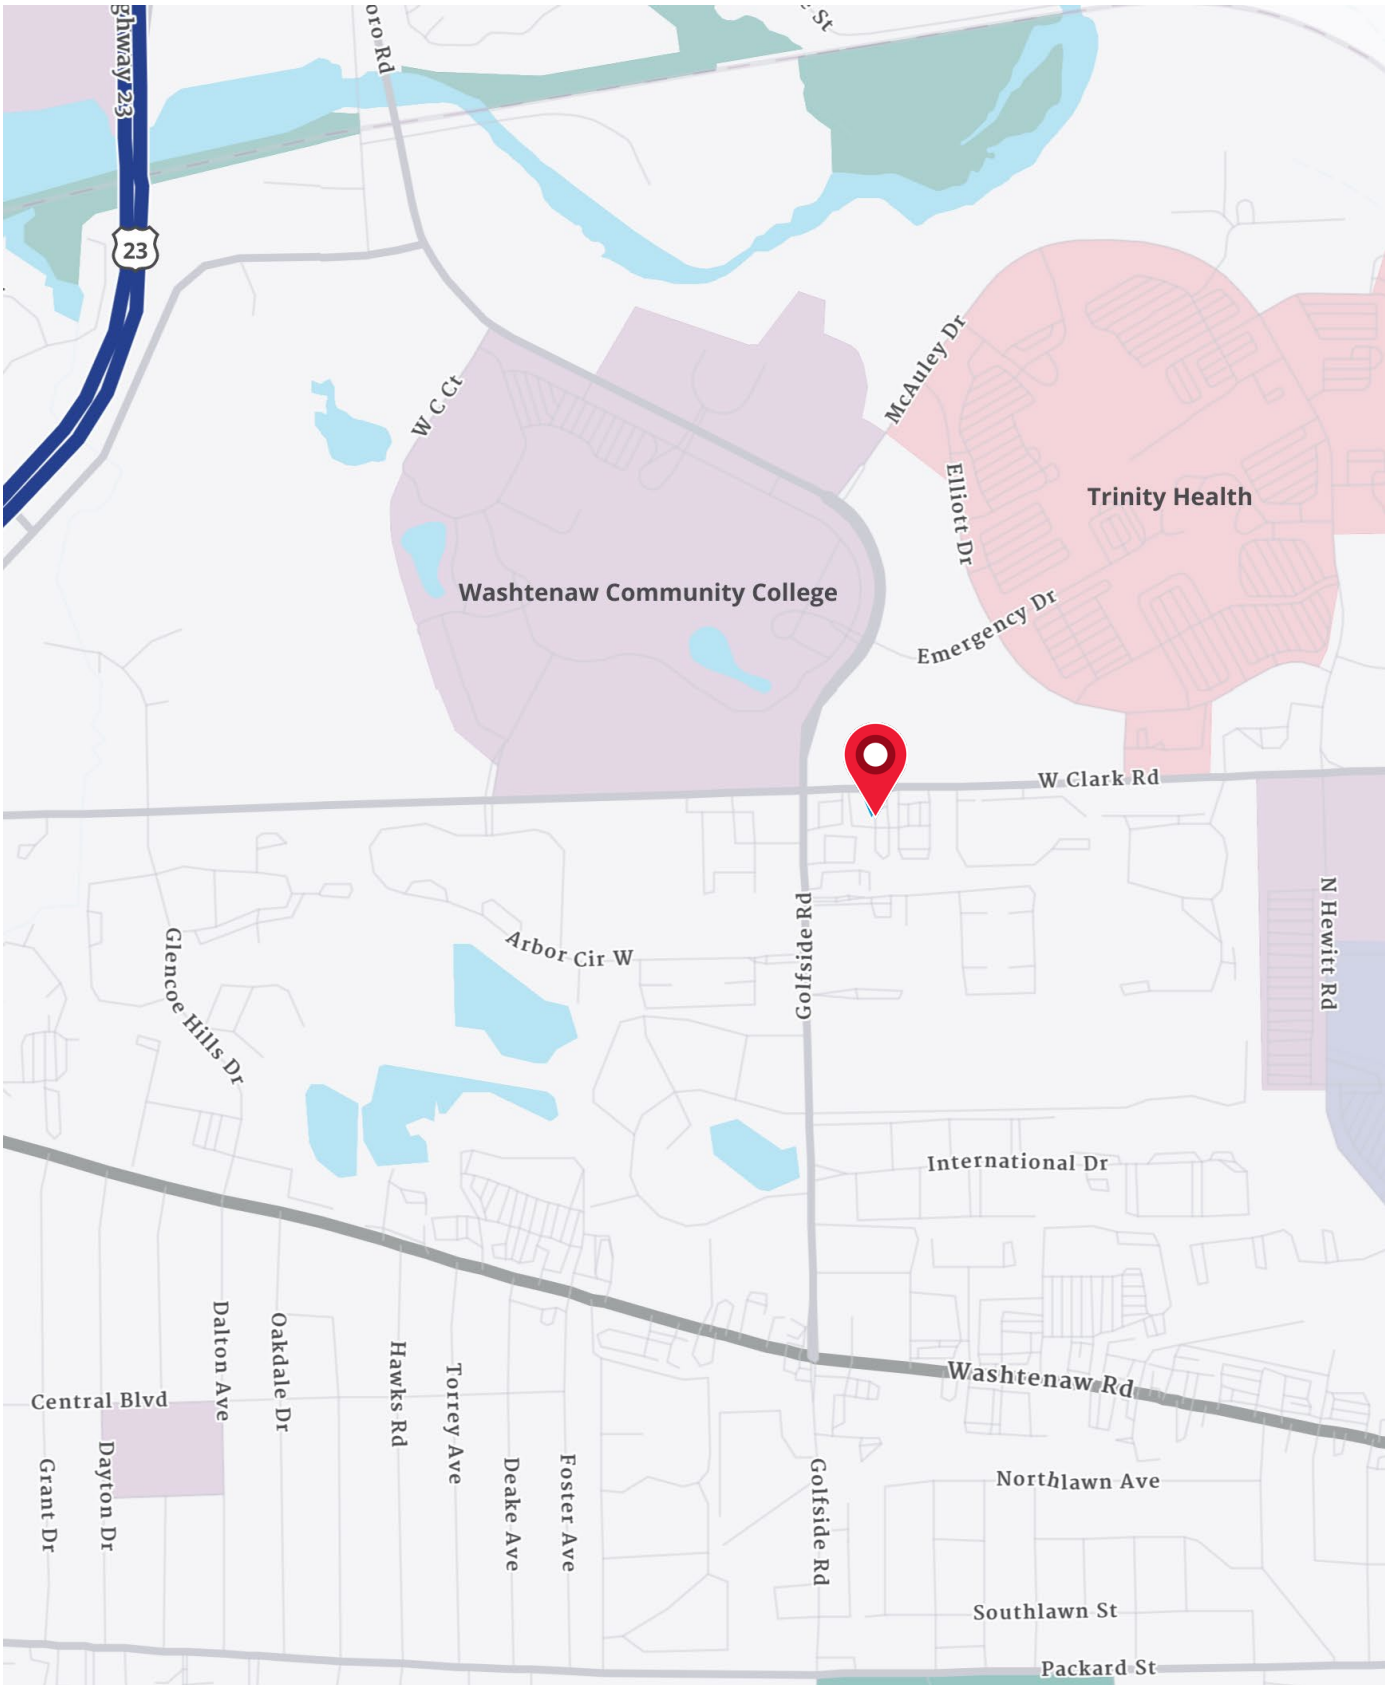 ghway 23
oro Rd
St
23
McAuley Dr
W C Ct
Elliott Dr
Trinity Health
Washtenaw Community College
Emergency Dr
W Clark Rd
N Hewitt Rd
Golfside Rd
Arbor Cir W
Glencoe Hills Dr
International Dr
Dalton Ave
Oakdale Dr
Hawks Rd
Torrey Ave
Washtenaw Rd
Central Blvd
Grant Dr
Dayton Dr
Deake Ave
Foster Ave
Golfside Rd
Northlawn Ave
Southlawn St
Packard St